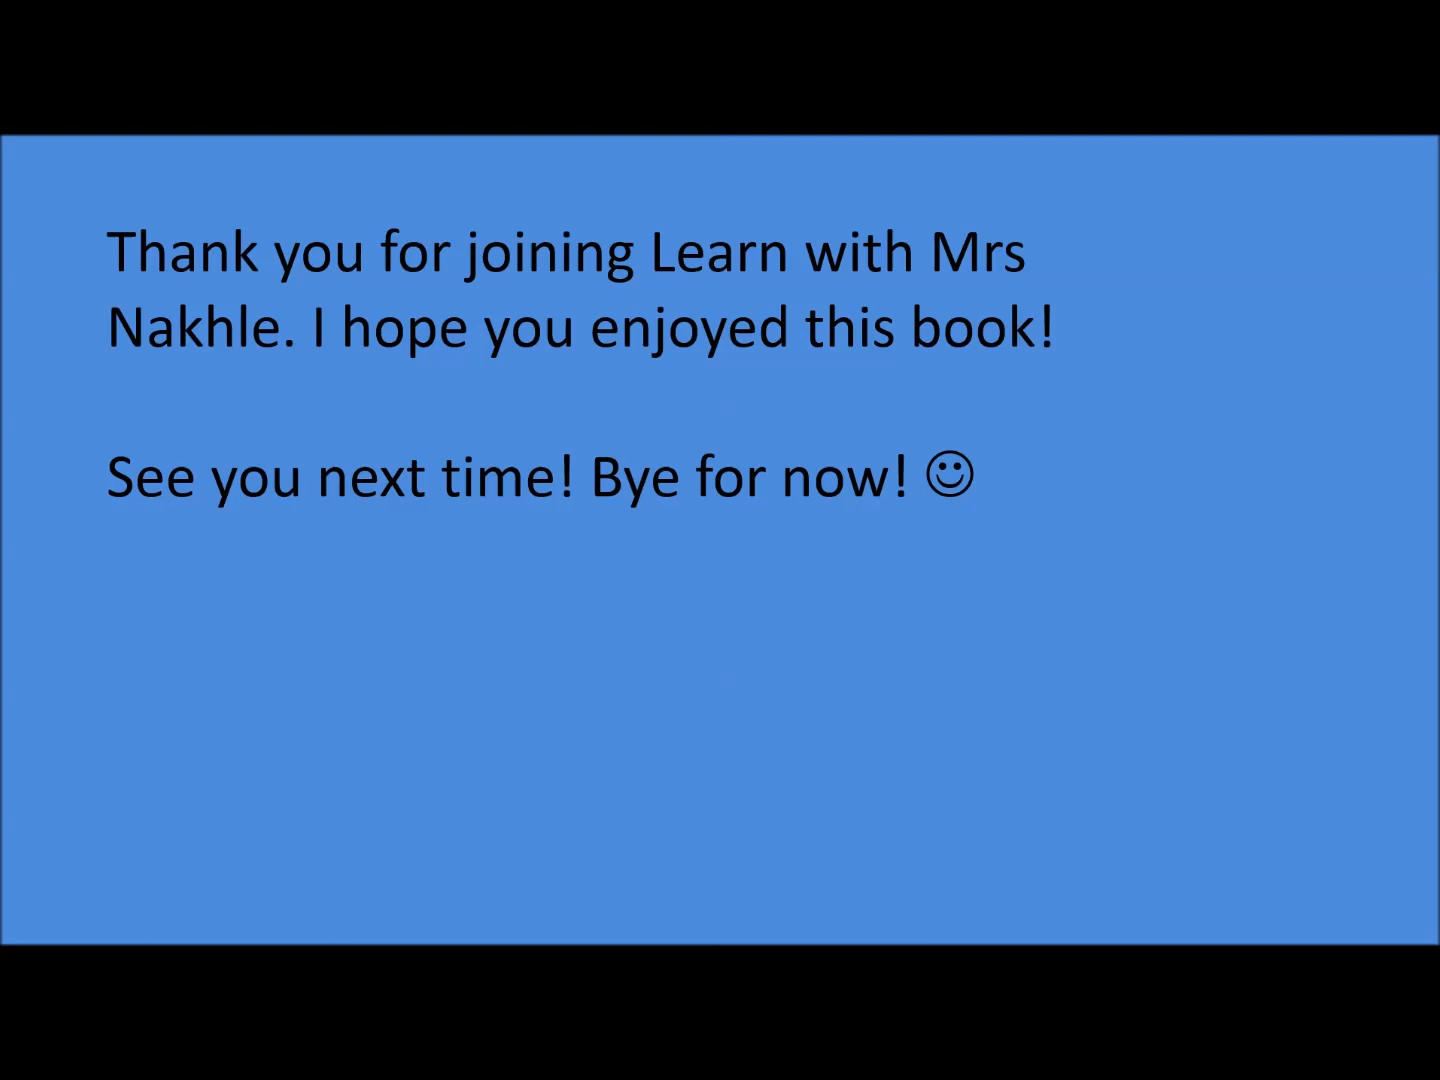 Thank you for joining Learn with Mrs
Nakhle. I hope you enjoyed this book!
See you next time! Bye for now! ☺